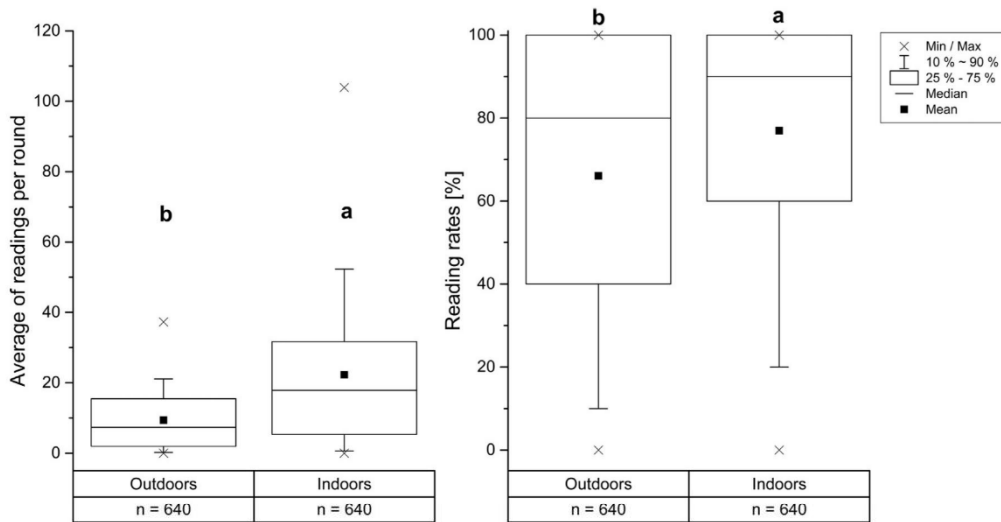 Average of readings per round
120
100
80
60
40
20
0
b
a
Outdoors Indoors
n = 640 n = 640
Reading rates [%]
100
80
60
40
20
0
b
a
Outdoors Indoors
n = 640 n = 640
Min / Max
10 % ~ 90 %
25 % - 75 %
Median
Mean